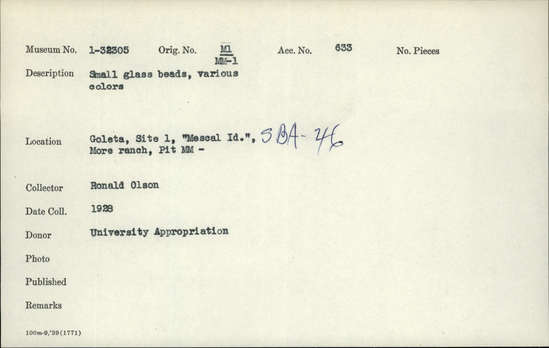 Museum No. 1-32305 Orig. No. M1 Acc. No. 633 No. Pieces
MM-1
Description Small glass beads, various
colors
Location Goleta, Site 1, "Mescal Id.", SBA-46
More ranch, Pit MM -
Collector Ronald Olson
Date Coll. 1928
Donor University Appropriation
Photo
Published
Remarks
100m-9,'39(1771)